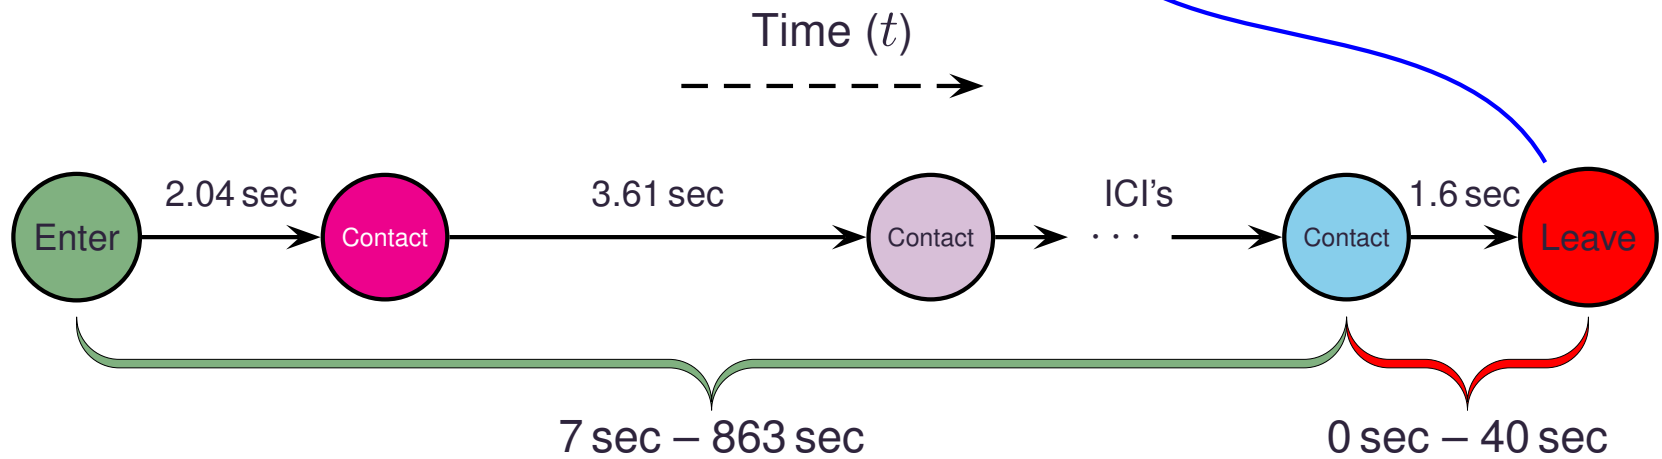 Time (t)
2.04 sec
3.61 sec
ICI's
1.6 sec
Enter
Contact
Contact
· · ·
Contact
Leave
7 sec – 863 sec
0 sec – 40 sec